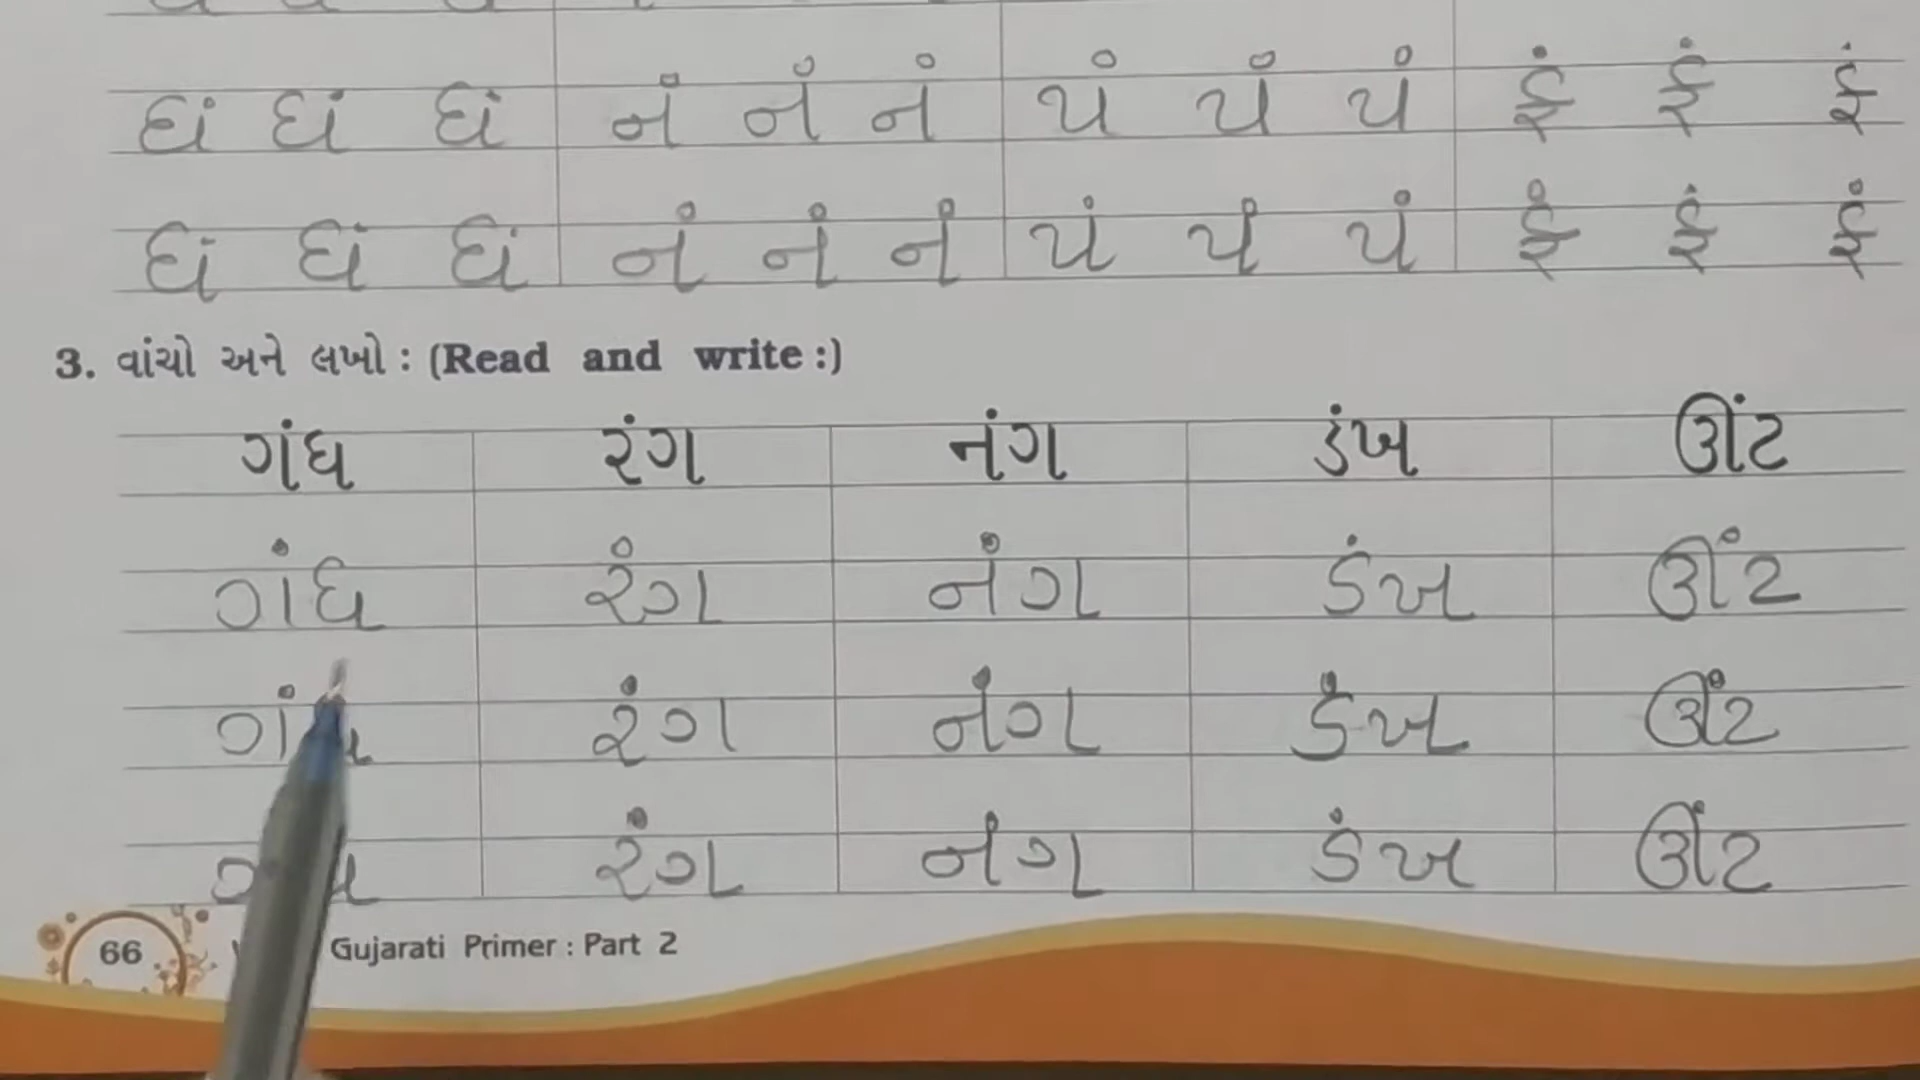 ઘં ઘં ઘં નં નં નં પં પં પં ફં ફં ફં
ઘં ઘં ઘં નં નં નં પં પં પં ફં ફં ફં
3. વાંચો અને લખો : (Read and write :)
ગંધ રંગ નંગ ડંખ ઊંટ
ગંધ રંગ નંગ ડંખ ઊંટ
રંગ નંગ ડંખ ઊંટ
રંગ નંગ ડંખ ઊંટ
66 Gujarati Primer : Part 2